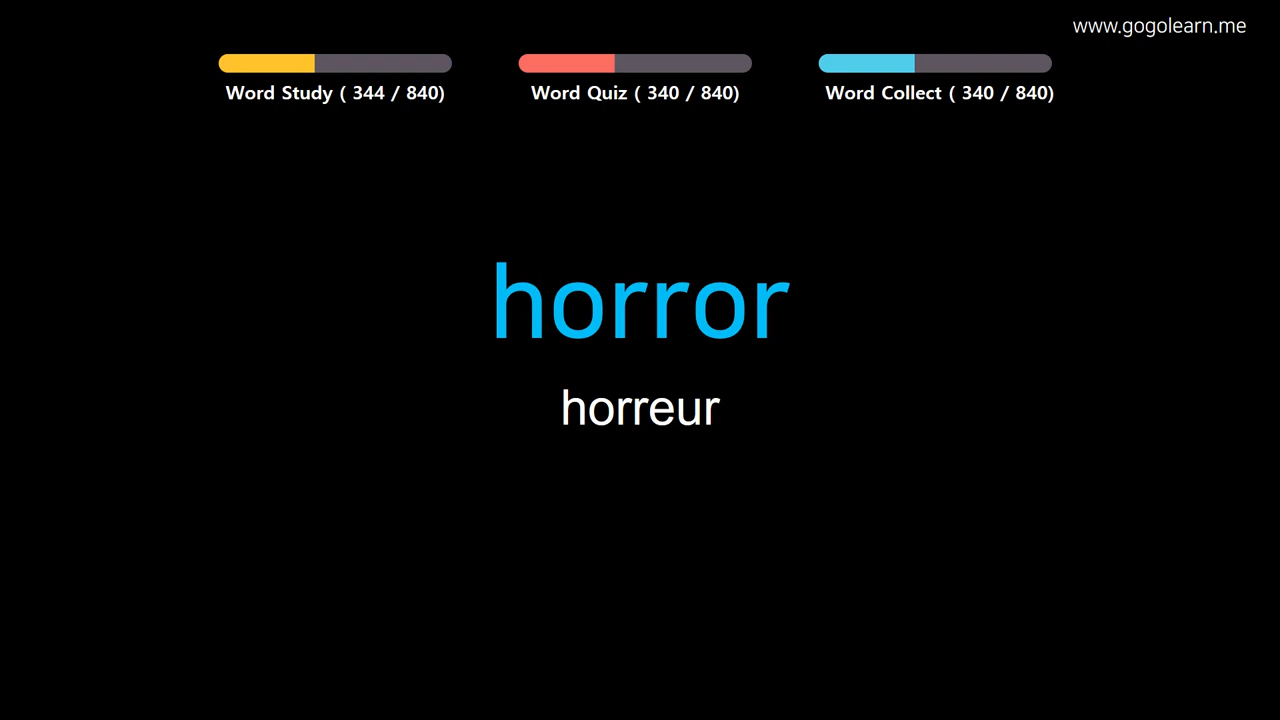 www.gogolearn.me
Word Study ( 344 / 840)
Word Quiz ( 340 / 840)
Word Collect ( 340 / 840)
horror
horreur